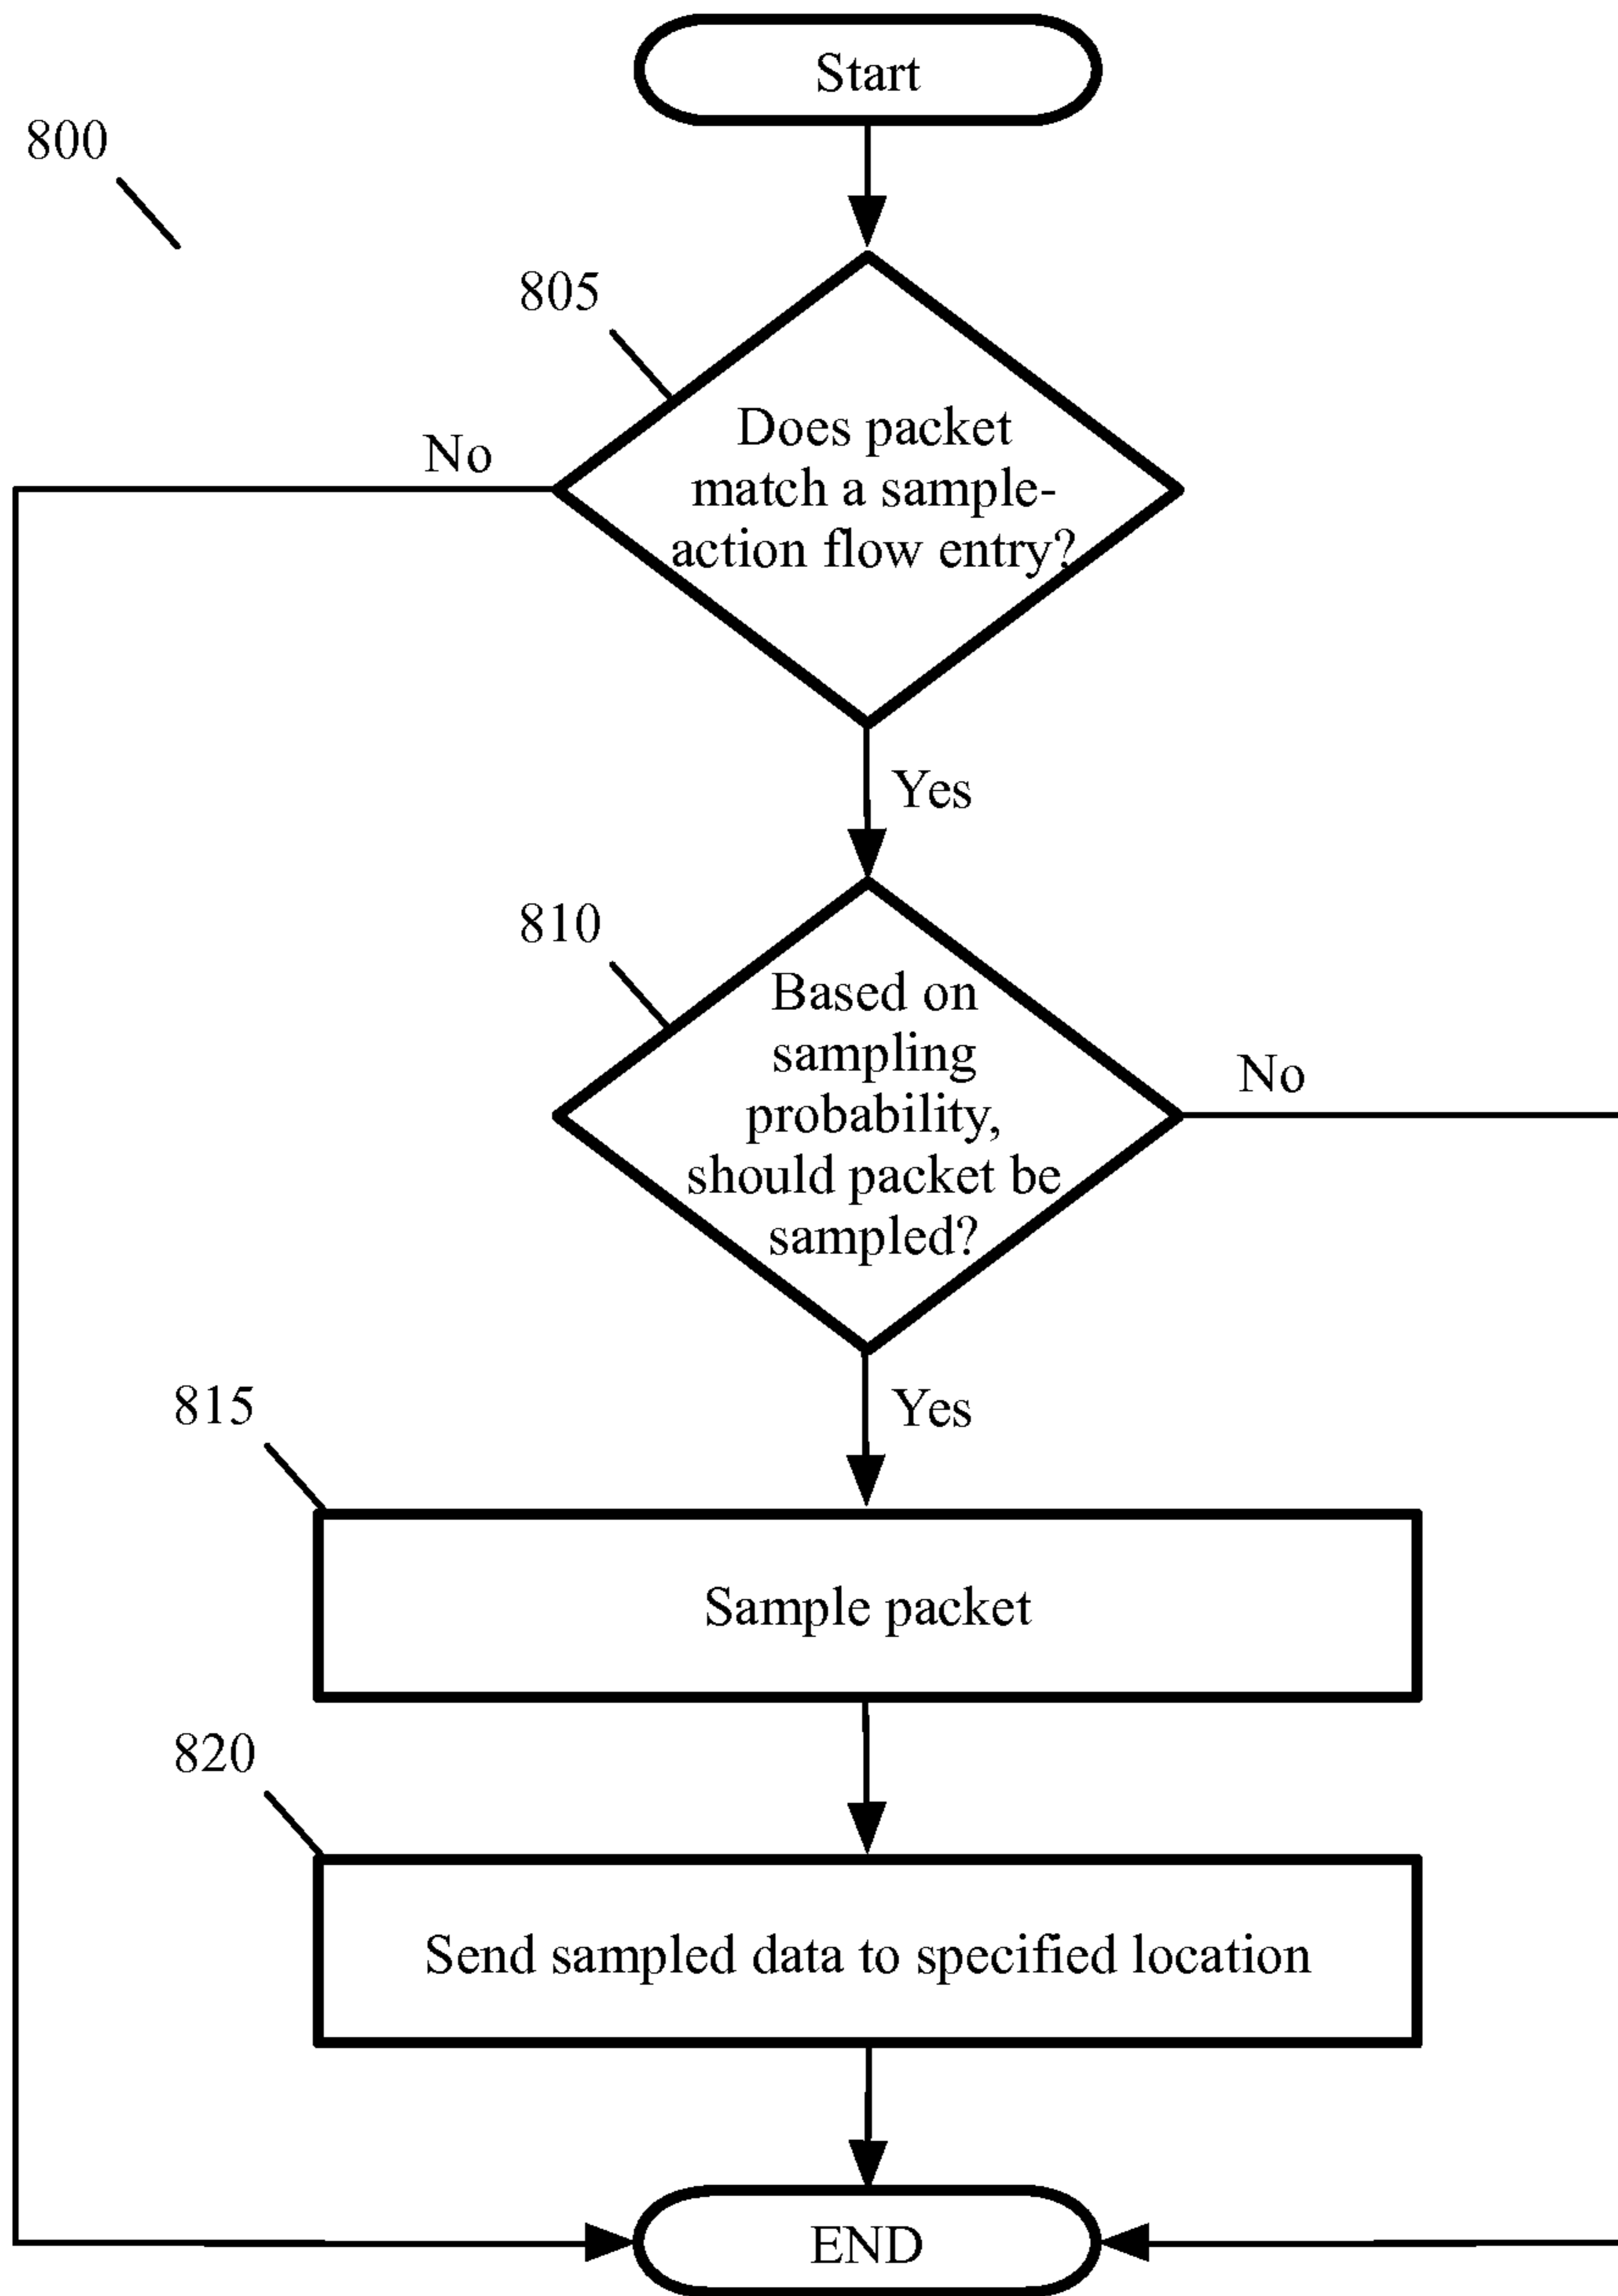 Start
800
805
Does packet
match a sample-
action flow entry?
No
Yes
810
Based on
sampling
probability,
should packet be
sampled?
No
Yes
815
Sample packet
820
Send sampled data to specified location
END